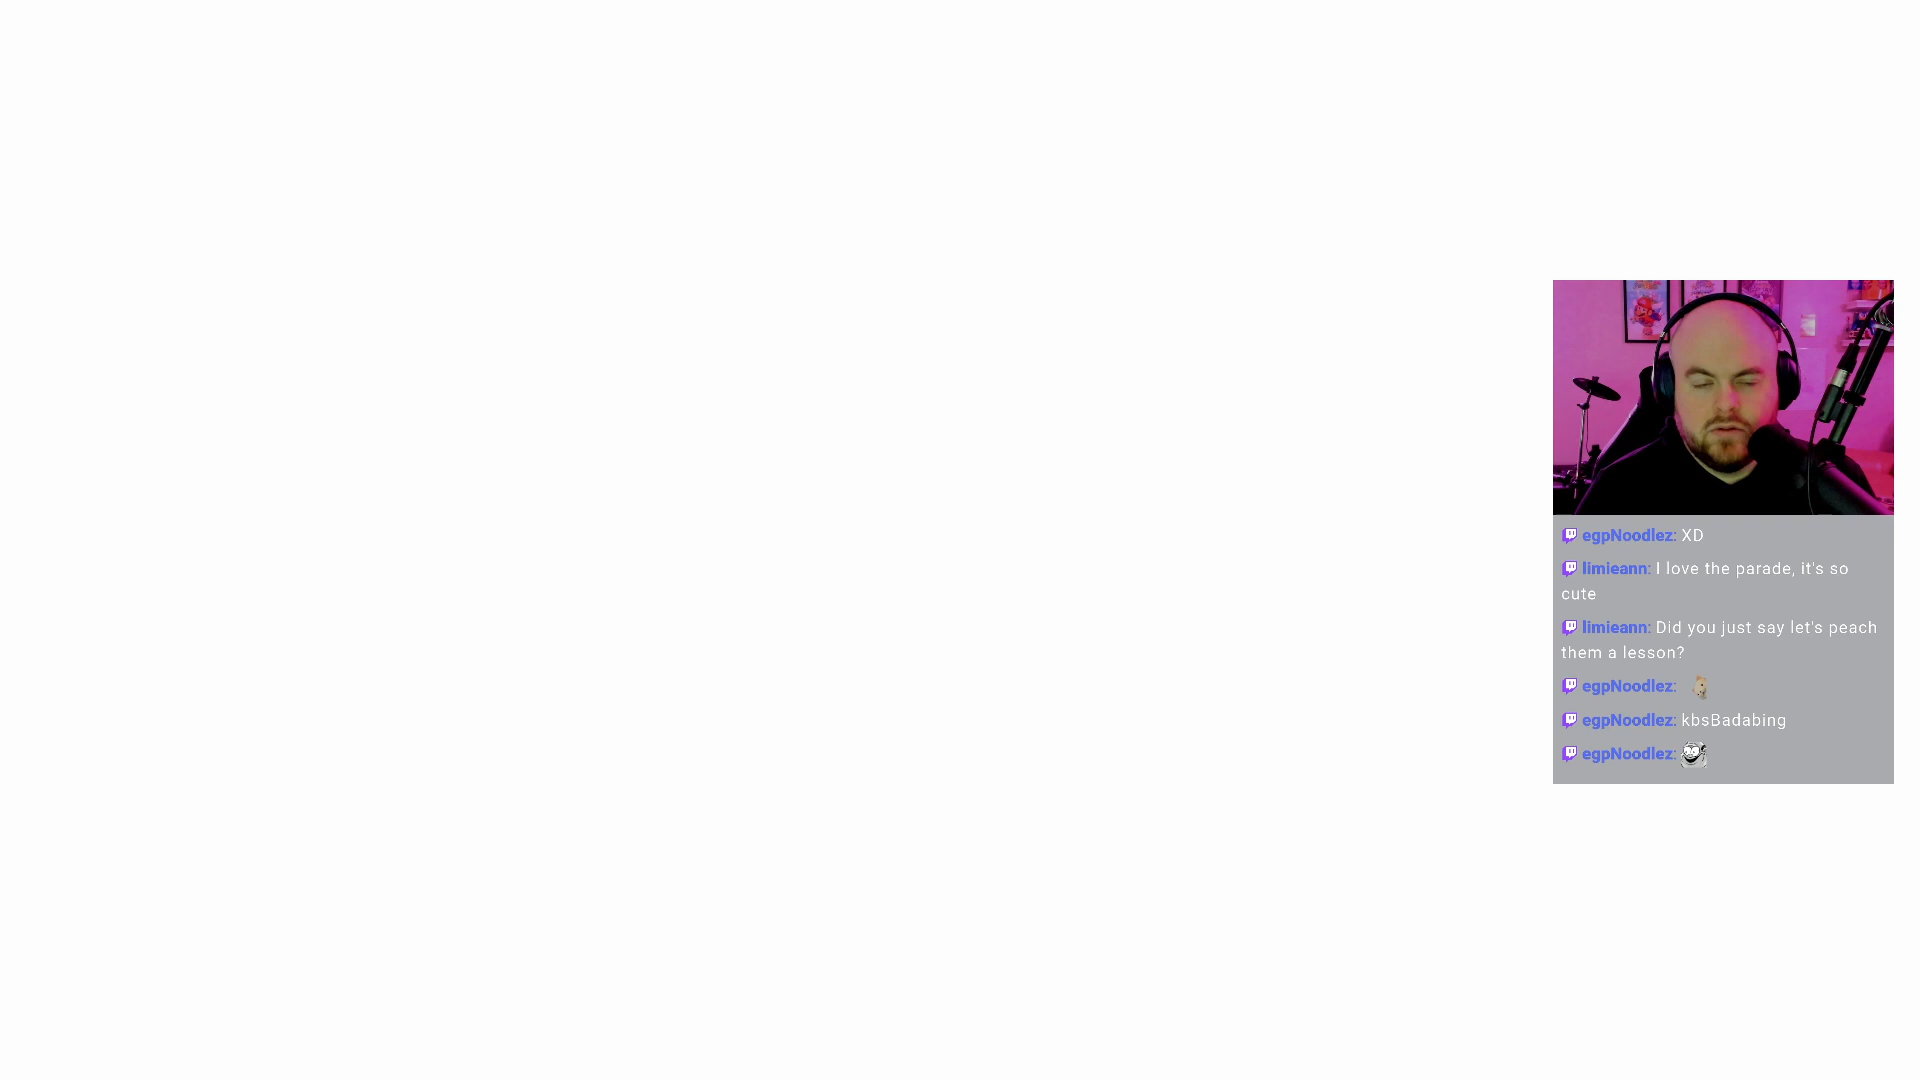 egpNoodlez: XD
limieann: I love the parade, it's so
cute
limieann: Did you just say let's peach
them a lesson?
egpNoodlez:
egpNoodlez: kbsBadabing
egpNoodlez: